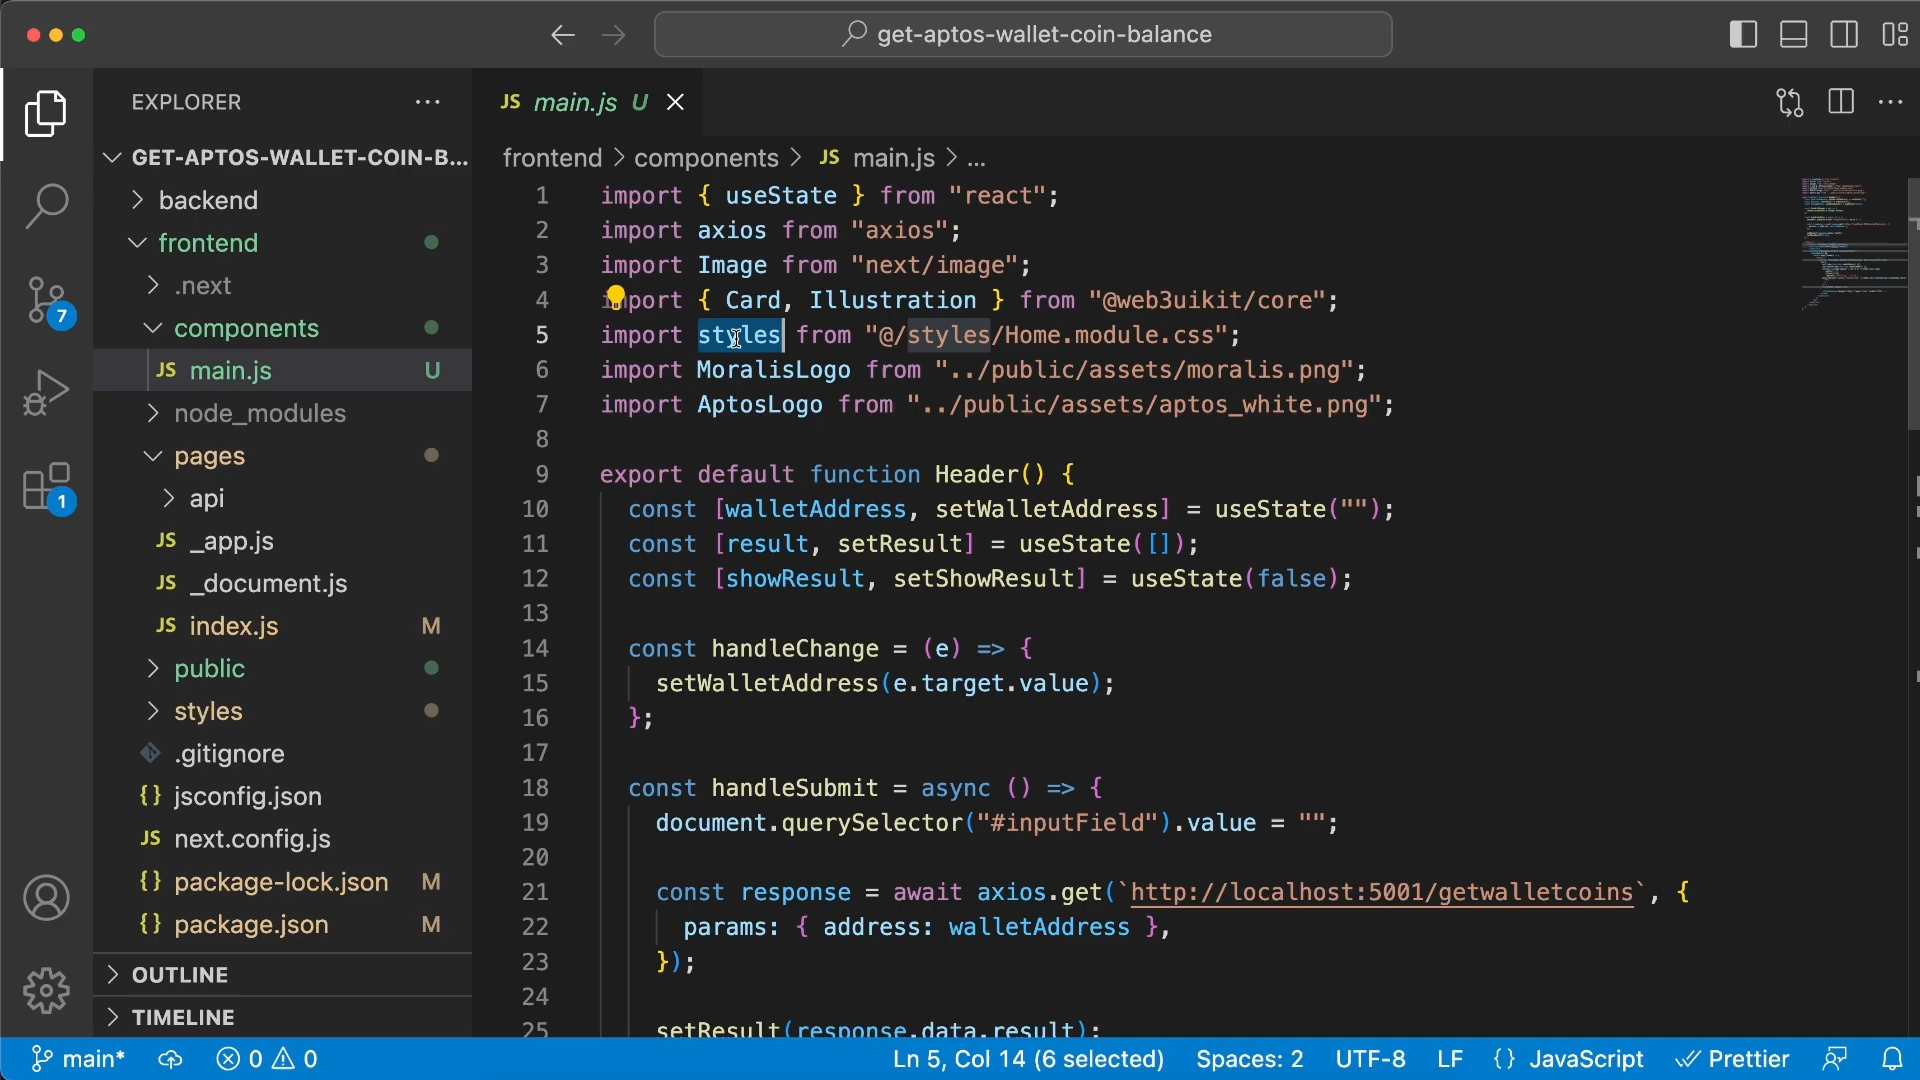 get-aptos-wallet-coin-balance
EXPLORER
GET-APTOS-WALLET-COIN-B...
backend
frontend
.next
components
JS main.js U
node_modules
pages
api
JS _app.js
JS _document.js
JS index.js M
public
styles
.gitignore
{} jsconfig.json
JS next.config.js
{} package-lock.json M
{} package.json M
OUTLINE
TIMELINE
7
1
JS main.js U
frontend > components > JS main.js > ...
1 import { useState } from "react";
2 import axios from "axios";
3 import Image from "next/image";
4 import { Card, Illustration } from "@web3uikit/core";
5 import styles from "@/styles/Home.module.css";
6 import MoralisLogo from "../public/assets/moralis.png";
7 import AptosLogo from "../public/assets/aptos_white.png";
8
9 export default function Header() {
10 const [walletAddress, setWalletAddress] = useState("");
11 const [result, setResult] = useState([]);
12 const [showResult, setShowResult] = useState(false);
13
14 const handleChange = (e) => {
15 setWalletAddress(e.target.value);
16 };
17
18 const handleSubmit = async () => {
19 document.querySelector("#inputField").value = "";
20
21 const response = await axios.get(`http://localhost:5001/getwalletcoins`, {
22 params: { address: walletAddress },
23 });
24
25 setResult(response.data.result);
main* 0 0 Ln 5, Col 14 (6 selected) Spaces: 2 UTF-8 LF {} JavaScript Prettier